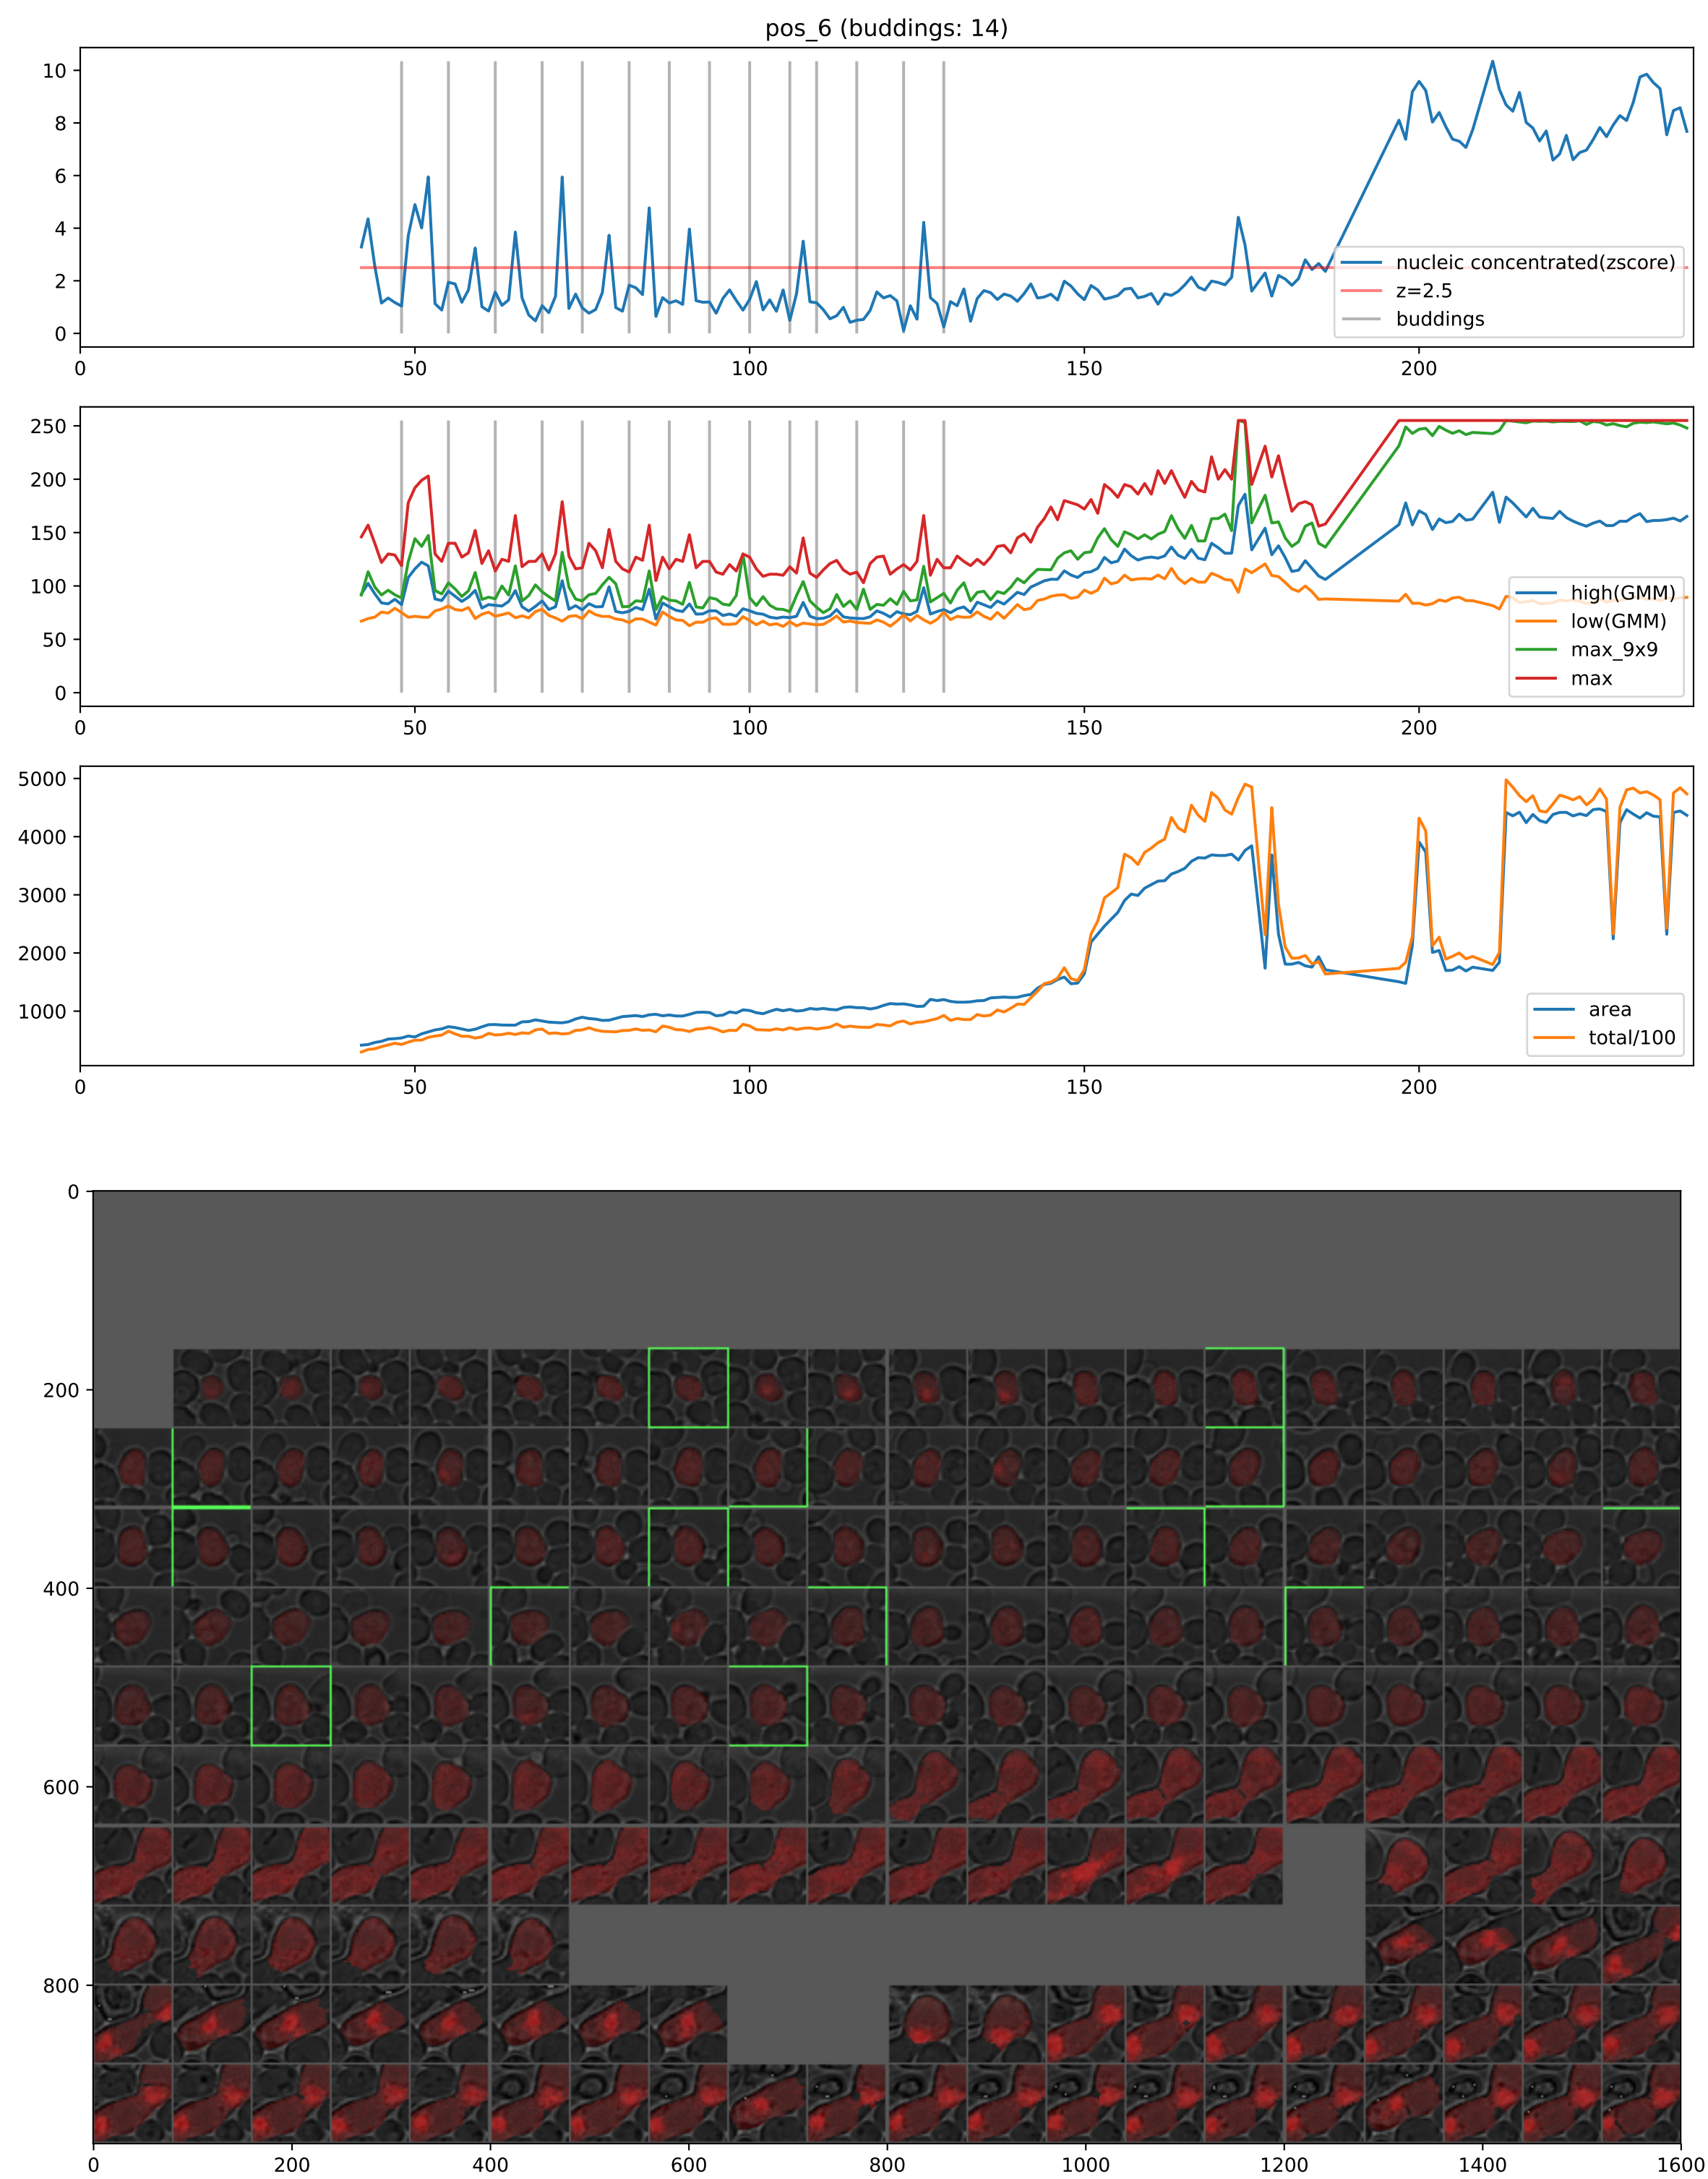 pos_6 (buddings: 14)
10
8
6
4
2
0
nucleic concentrated(zscore)
z=2.5
buddings
0 50 100 150 200
250
200
150
100
50
0
high(GMM)
low(GMM)
max_9x9
max
0 50 100 150 200
5000
4000
3000
2000
1000
area
total/100
0 50 100 150 200
0
200
400
600
800
0 200 400 600 800 1000 1200 1400 1600